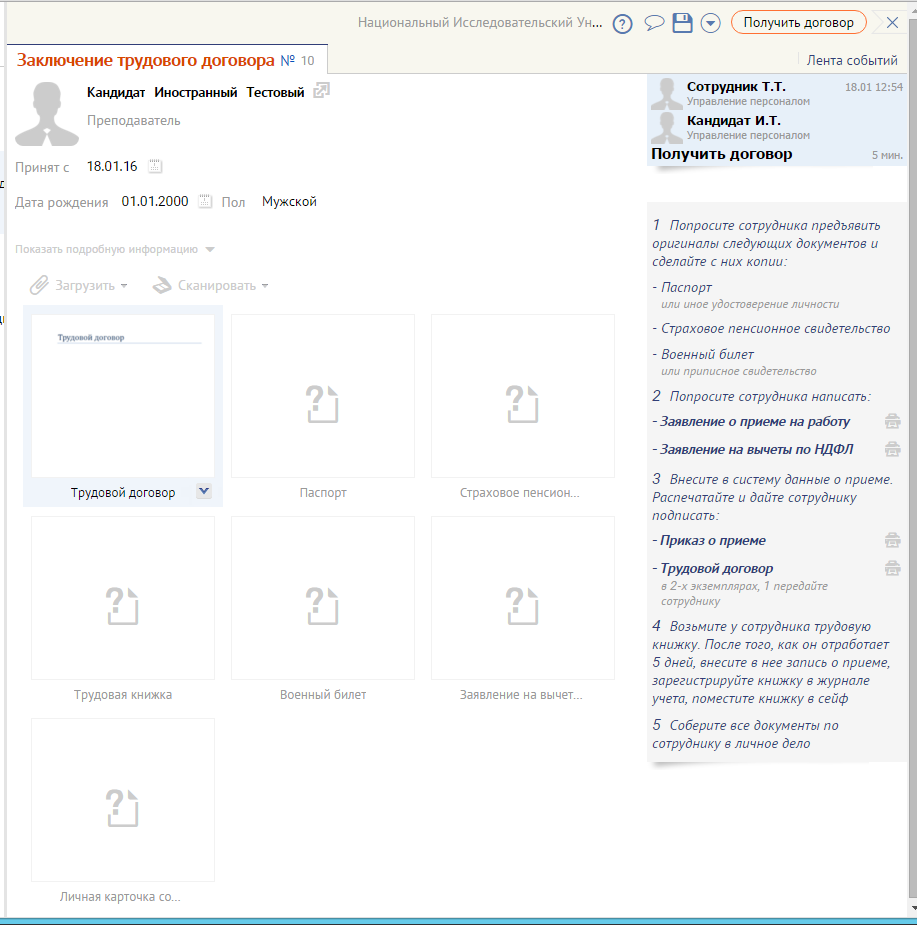 Национальный Исследовательский Ун...
Получить договор
Заключение трудового договора № 10
Лента событий
Кандидат Иностранный Тестовый
Преподаватель
Принят с 18.01.16
Дата рождения 01.01.2000 Пол Мужской
Показать подробную информацию
Загрузить Сканировать
Трудовой договор
Трудовой договор
Паспорт
Страховое пенсион...
Трудовая книжка
Военный билет
Заявление на вычет...
Личная карточка со...
Сотрудник Т.Т. 18.01 12:54
Управление персоналом
Кандидат И.Т.
Управление персоналом
Получить договор 5 мин.
1 Попросите сотрудника предъявить
оригиналы следующих документов и
сделайте с них копии:
- Паспорт
или иное удостоверение личности
- Страховое пенсионное свидетельство
- Военный билет
или приписное свидетельство
2 Попросите сотрудника написать:
- Заявление о приеме на работу
- Заявление на вычеты по НДФЛ
3 Внесите в систему данные о приеме.
Распечатайте и дайте сотруднику
подписать:
- Приказ о приеме
- Трудовой договор
в 2-х экземплярах, 1 передайте
сотруднику
4 Возьмите у сотрудника трудовую
книжку. После того, как он отработает
5 дней, внесите в нее запись о приеме,
зарегистрируйте книжку в журнале
учета, поместите книжку в сейф
5 Соберите все документы по
сотруднику в личное дело